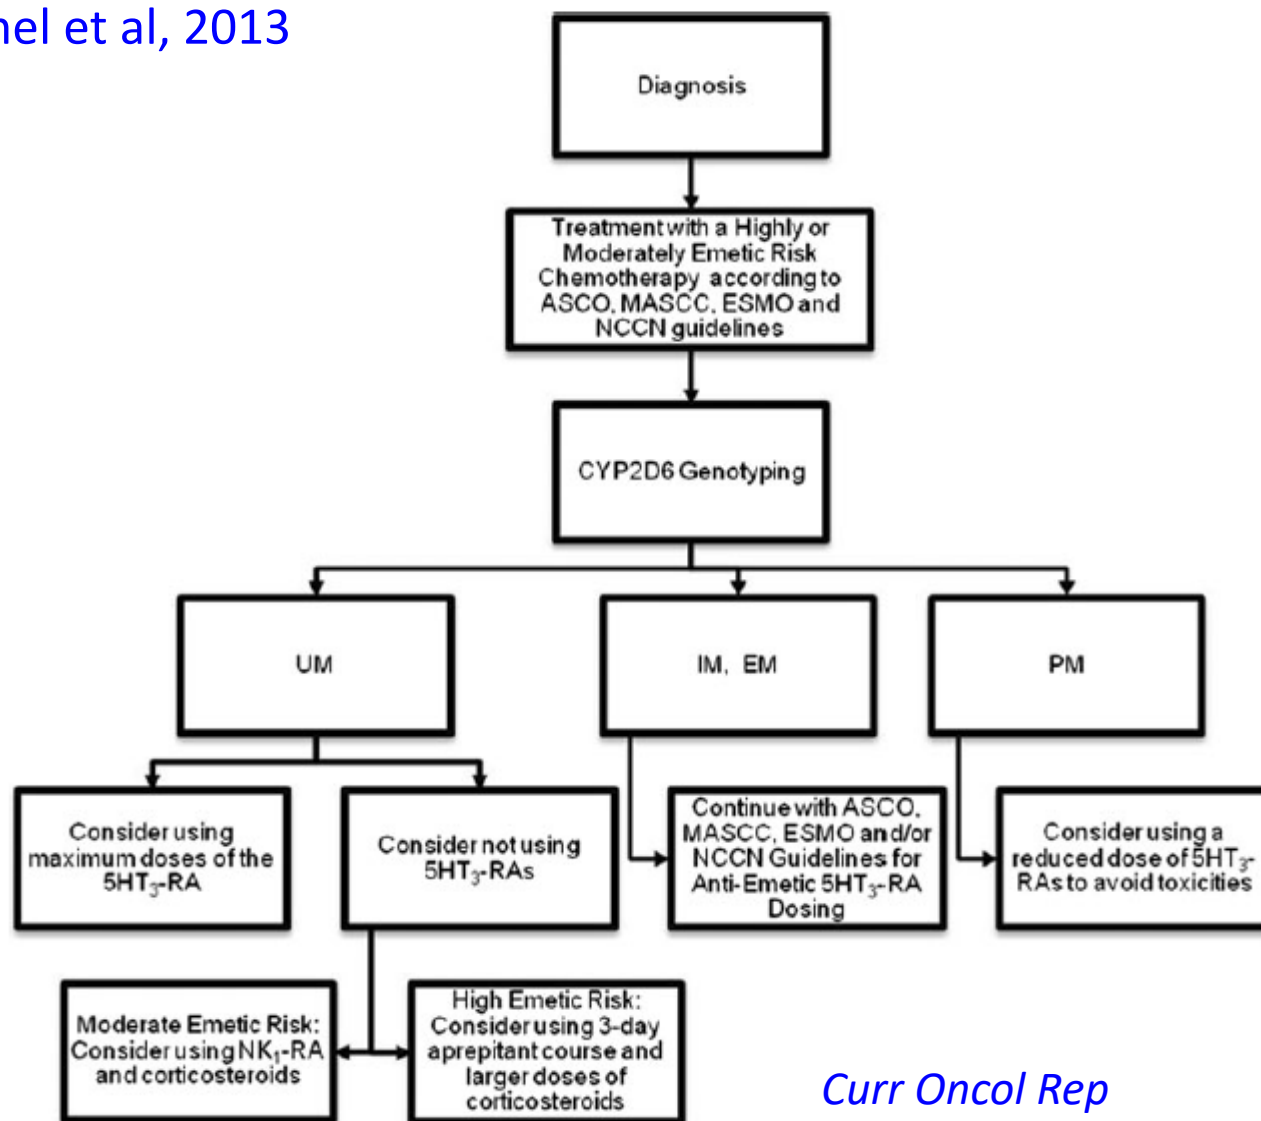 nel et al, 2013
Diagnosis
Treatment with a Highly or
Moderately Emetic Risk
Chemotherapy according to
ASCO, MASCC, ESMO and
NCCN guidelines
CYP2D6 Genotyping
UM
IM, EM
PM
Consider using
maximum doses of the
5HT₃-RA
Consider not using
5HT₃-RAs
Continue with ASCO,
MASCC, ESMO and/or
NCCN Guidelines for
Anti-Emetic 5HT₃-RA
Dosing
Consider using a
reduced dose of 5HT₃-
RAs to avoid toxicities
Moderate Emetic Risk:
Consider using NK₁-RA
and corticosteroids
High Emetic Risk:
Consider using 3-day
aprepitant course and
larger doses of
corticosteroids
Curr Oncol Rep